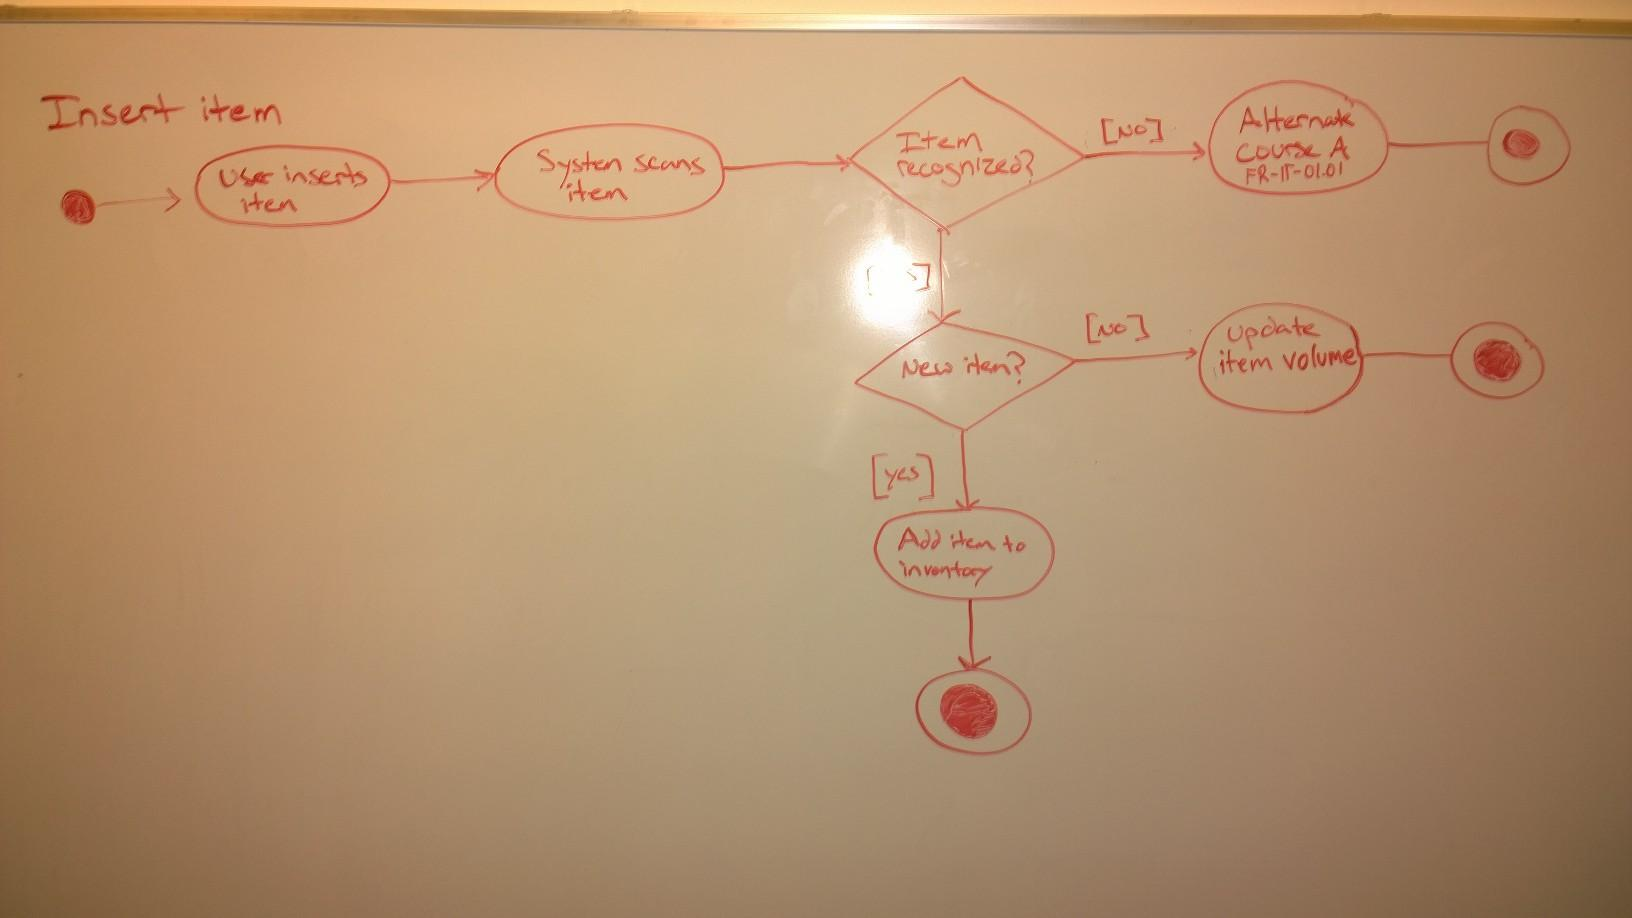 Insert item
User inserts
item
System scans
item
Item
recognized?
[NO]
Alternate
course A
FR-IT-01.01
New item?
[NO]
Update
item volume
[yes]
Add item to
inventory